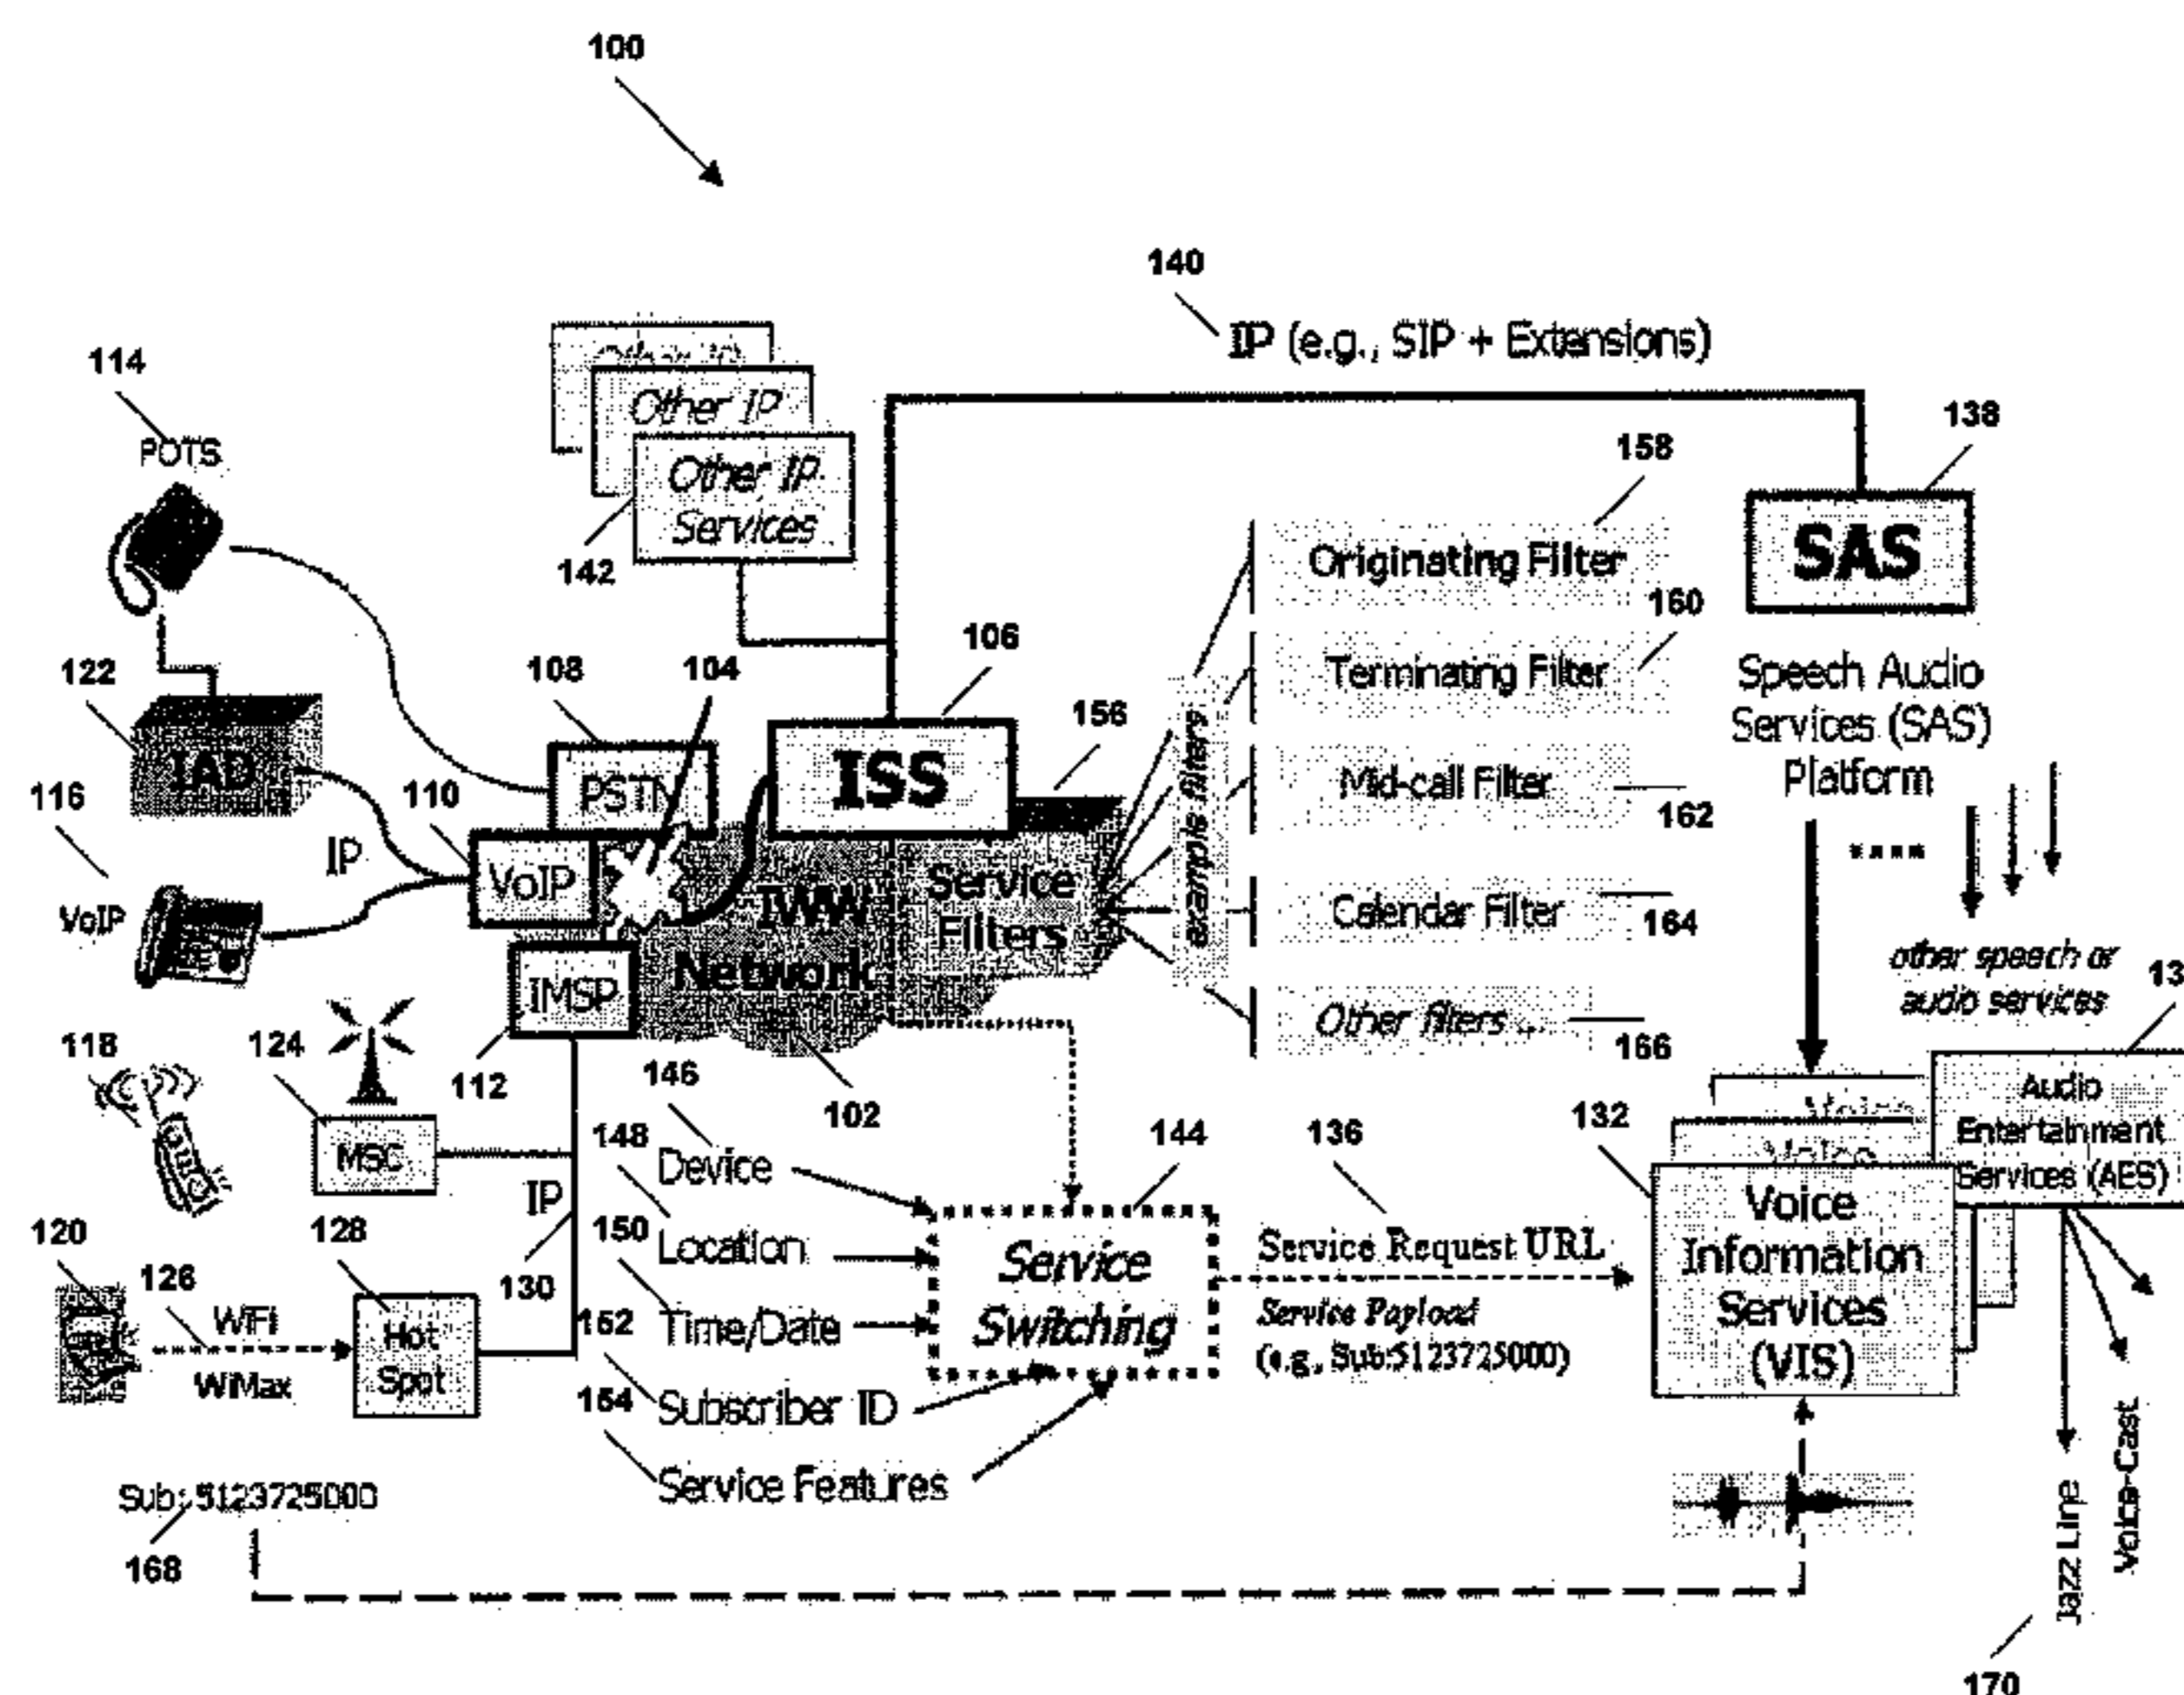 100
140
IP (e.g., SIP + Extensions)
114
POTS
Other IP
Other IP
Services
142
158
138
Originating Filter
SAS
160
106
Terminating Filter
Speech Audio
Services (SAS)
Platform
122
108
104
156
IAD
PSTN
ISS
Mid-call Filter
162
116
110
IP
VoIP
VoIP
Service
Filters
Network
example filters
Calendar Filter
164
other speech or
audio services
13
IMSP
Other filters ...
166
118
124
112
146
102
MSC
148
Device
144
136
132
Audio
Entertainment
Services (AES)
Voice
Voice
IP
150
Location
Service
Switching
Service Request URL
Voice
Information
Services
(VIS)
120
126
128
130
WiFi
WiMax
Hot
Spot
152
Time/Date
Service Payload
(e.g., Sub:5123725000)
154
Subscriber ID
Service Features
Sub: 5123725000
168
Jazz Line
Voice-Cast
170